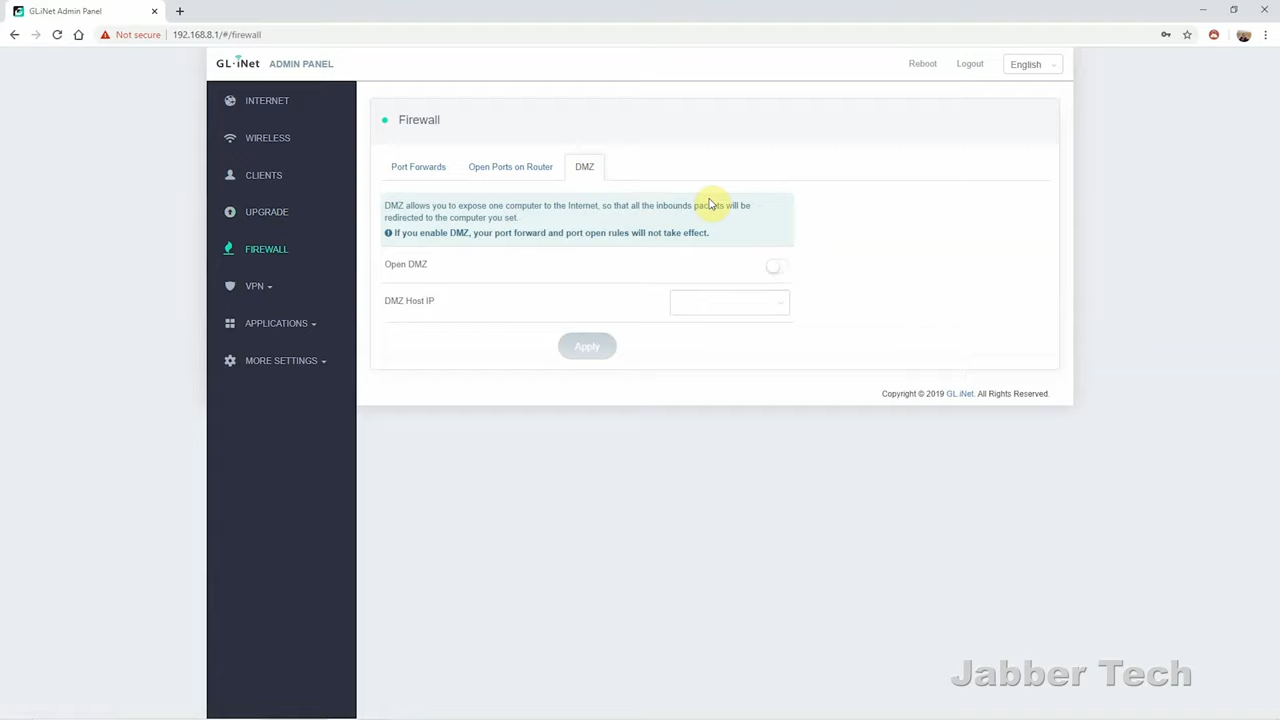 GL.iNet Admin Panel
Not secure
192.168.8.1/#/firewall
GL·iNet ADMIN PANEL
Reboot
Logout
English
INTERNET
WIRELESS
CLIENTS
UPGRADE
FIREWALL
VPN
APPLICATIONS
MORE SETTINGS
Firewall
Port Forwards
Open Ports on Router
DMZ
DMZ allows you to expose one computer to the Internet, so that all the inbounds packets will be
redirected to the computer you set.
If you enable DMZ, your port forward and port open rules will not take effect.
Open DMZ
DMZ Host IP
Apply
Copyright © 2019 GL.iNet. All Rights Reserved.
Jabber Tech